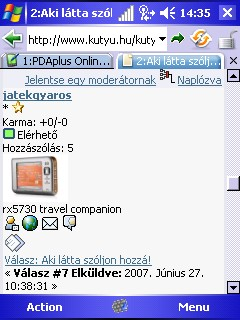 2:Aki látta szól 14:35
http://www.kutyu.hu/kuty
1:PDAplus Onlin... 2:Aki látta szólj...
Jelentse egy moderátornak Naplózva
jatekgyaros
*
Karma: +0/-0
Elérhető
Hozzászólás: 5
rx5730 travel companion
Válasz: Aki látta szóljon hozzá!
« Válasz #7 Elküldve: 2007. Június 27.
10:38:31 »
Action Menu